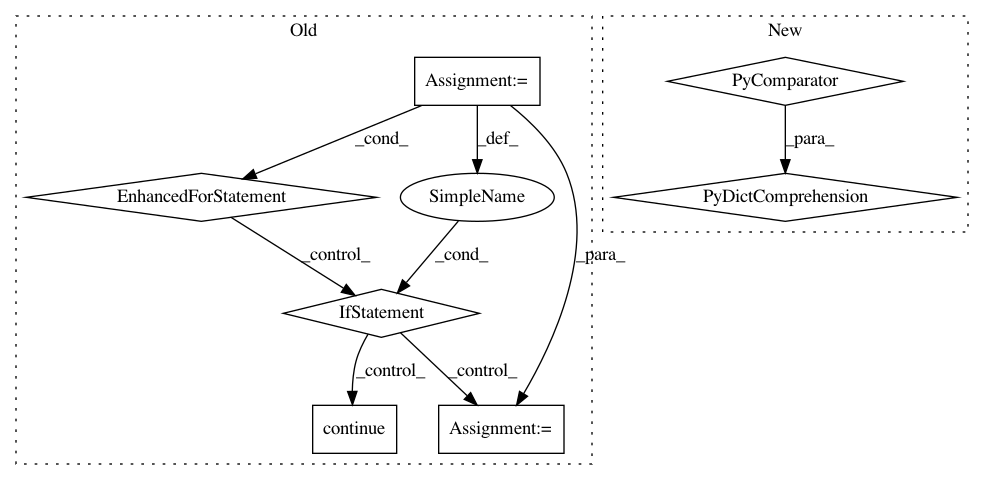 Old
New
Assignment:=
PyComparator
_cond_
_def_
_para_
EnhancedForStatement
SimpleName
PyDictComprehension
_control_
_cond_
_para_
IfStatement
_control_
_control_
continue
Assignment:=